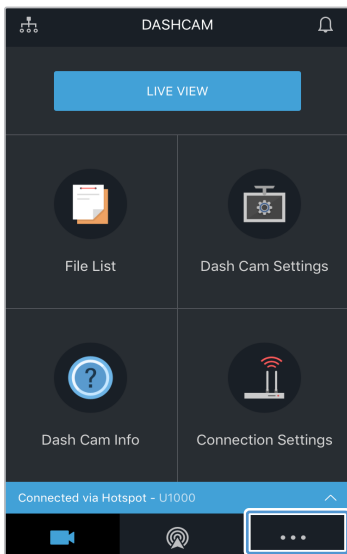 DASHCAM
LIVE VIEW
File List
Dash Cam Settings
Dash Cam Info
Connection Settings
Connected via Hotspot - U1000